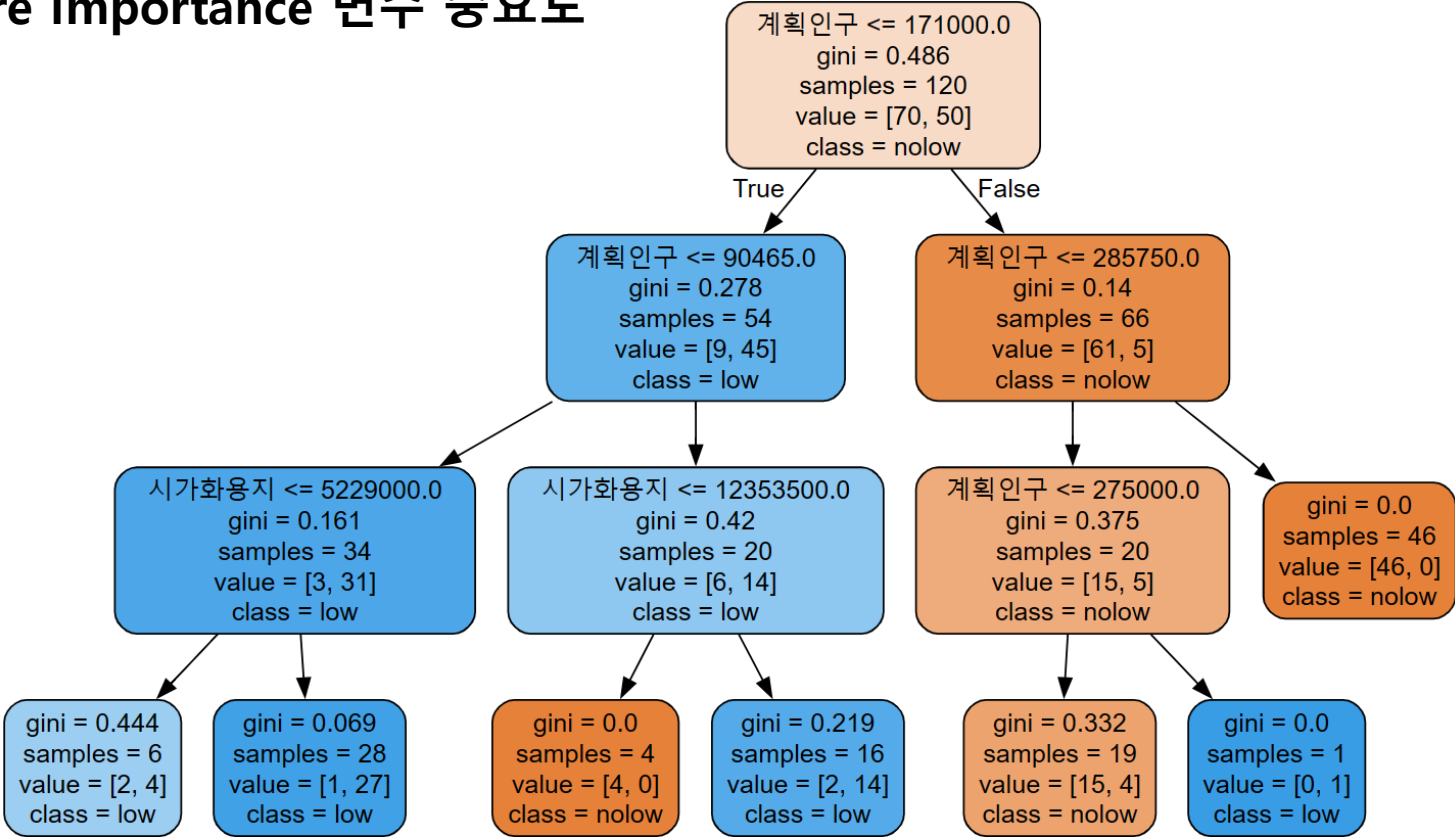 re Importance 변수 중요도
계획인구 <= 171000.0
gini = 0.486
samples = 120
value = [70, 50]
class = nolow
True
False
계획인구 <= 90465.0
gini = 0.278
samples = 54
value = [9, 45]
class = low
계획인구 <= 285750.0
gini = 0.14
samples = 66
value = [61, 5]
class = nolow
시가화용지 <= 5229000.0
gini = 0.161
samples = 34
value = [3, 31]
class = low
시가화용지 <= 12353500.0
gini = 0.42
samples = 20
value = [6, 14]
class = low
계획인구 <= 275000.0
gini = 0.375
samples = 20
value = [15, 5]
class = nolow
gini = 0.0
samples = 46
value = [46, 0]
class = nolow
gini = 0.444
samples = 6
value = [2, 4]
class = low
gini = 0.069
samples = 28
value = [1, 27]
class = low
gini = 0.0
samples = 4
value = [4, 0]
class = nolow
gini = 0.219
samples = 16
value = [2, 14]
class = low
gini = 0.332
samples = 19
value = [15, 4]
class = nolow
gini = 0.0
samples = 1
value = [0, 1]
class = low